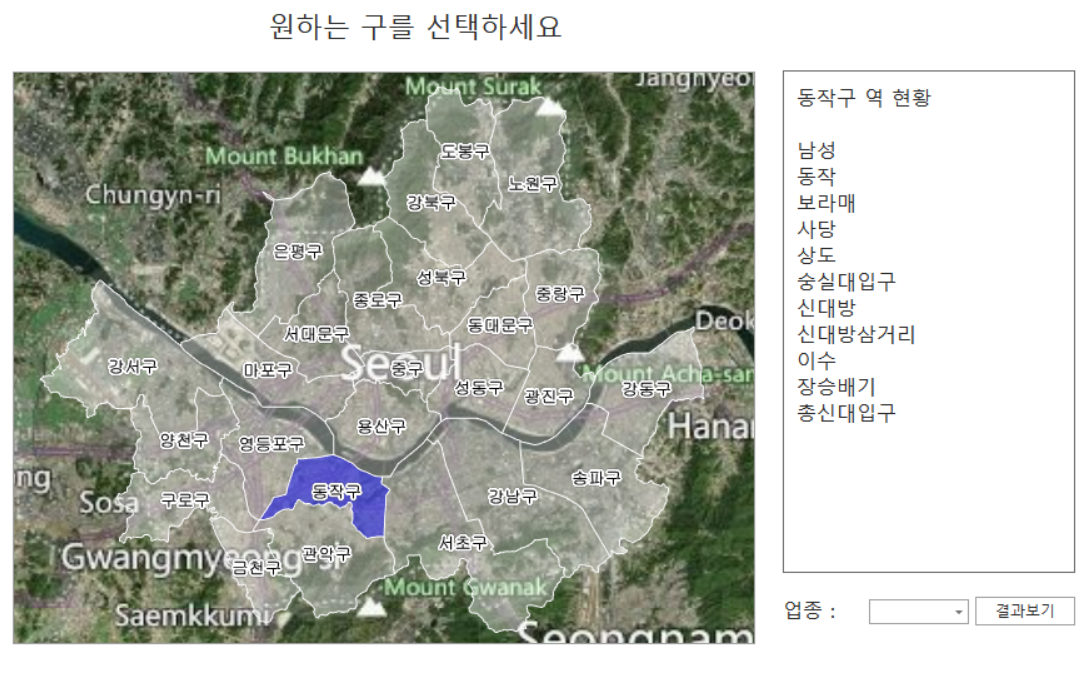 원하는 구를 선택하세요
Mount Surak
도봉구
Mount Bukhan
노원구
Chungyn-ri
강북구
은평구
성북구
종로구
중랑구
서대문구
동대문구
Seoul
강서구
마포구
중구
성동구
광진구
Mount Acha-san
강동구
용산구
양천구
영등포구
송파구
동작구
강남구
Sosa
구로구
서초구
관악구
금천구
Mount Gwanak
Saemkkumi
Seongnam
동작구 역 현황
남성
동작
보라매
사당
상도
숭실대입구
신대방
신대방삼거리
이수
장승배기
총신대입구
업종 :
결과보기